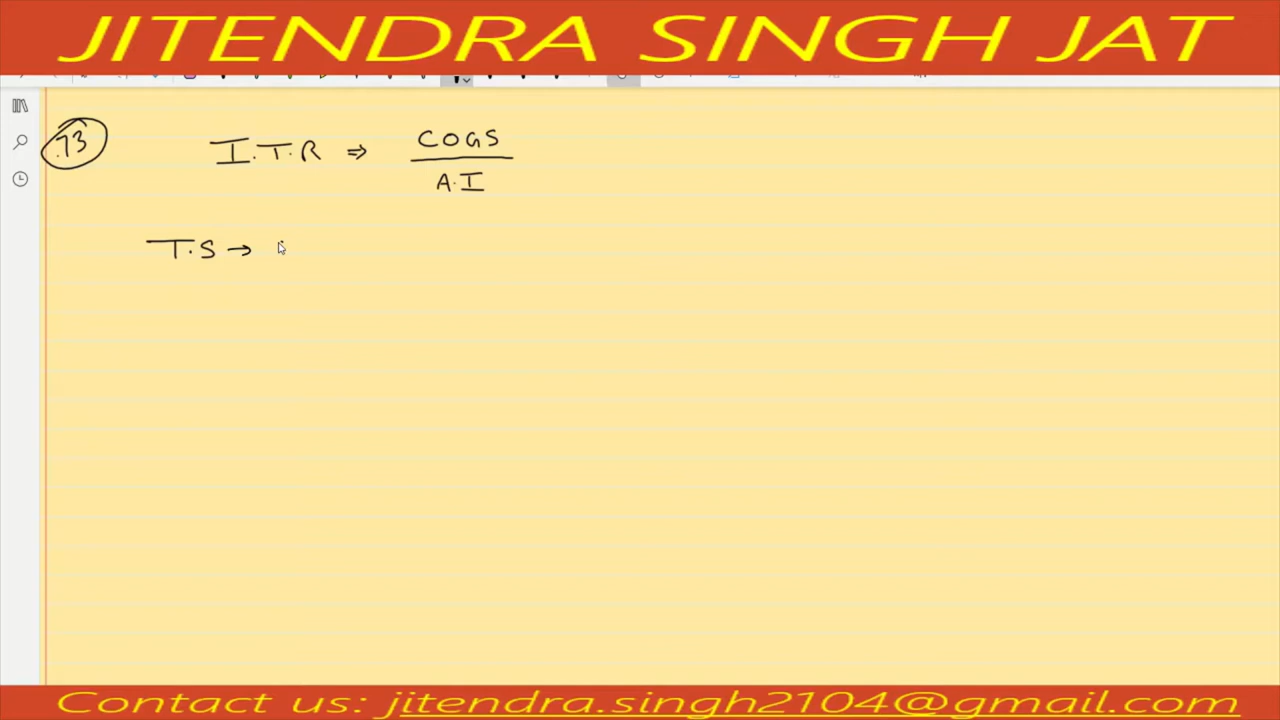 JITENDRA SINGH JAT
73 I.T.R ⇒ COGS
A.I
T.S →
Contact us: jitendra.singh2104@gmail.com